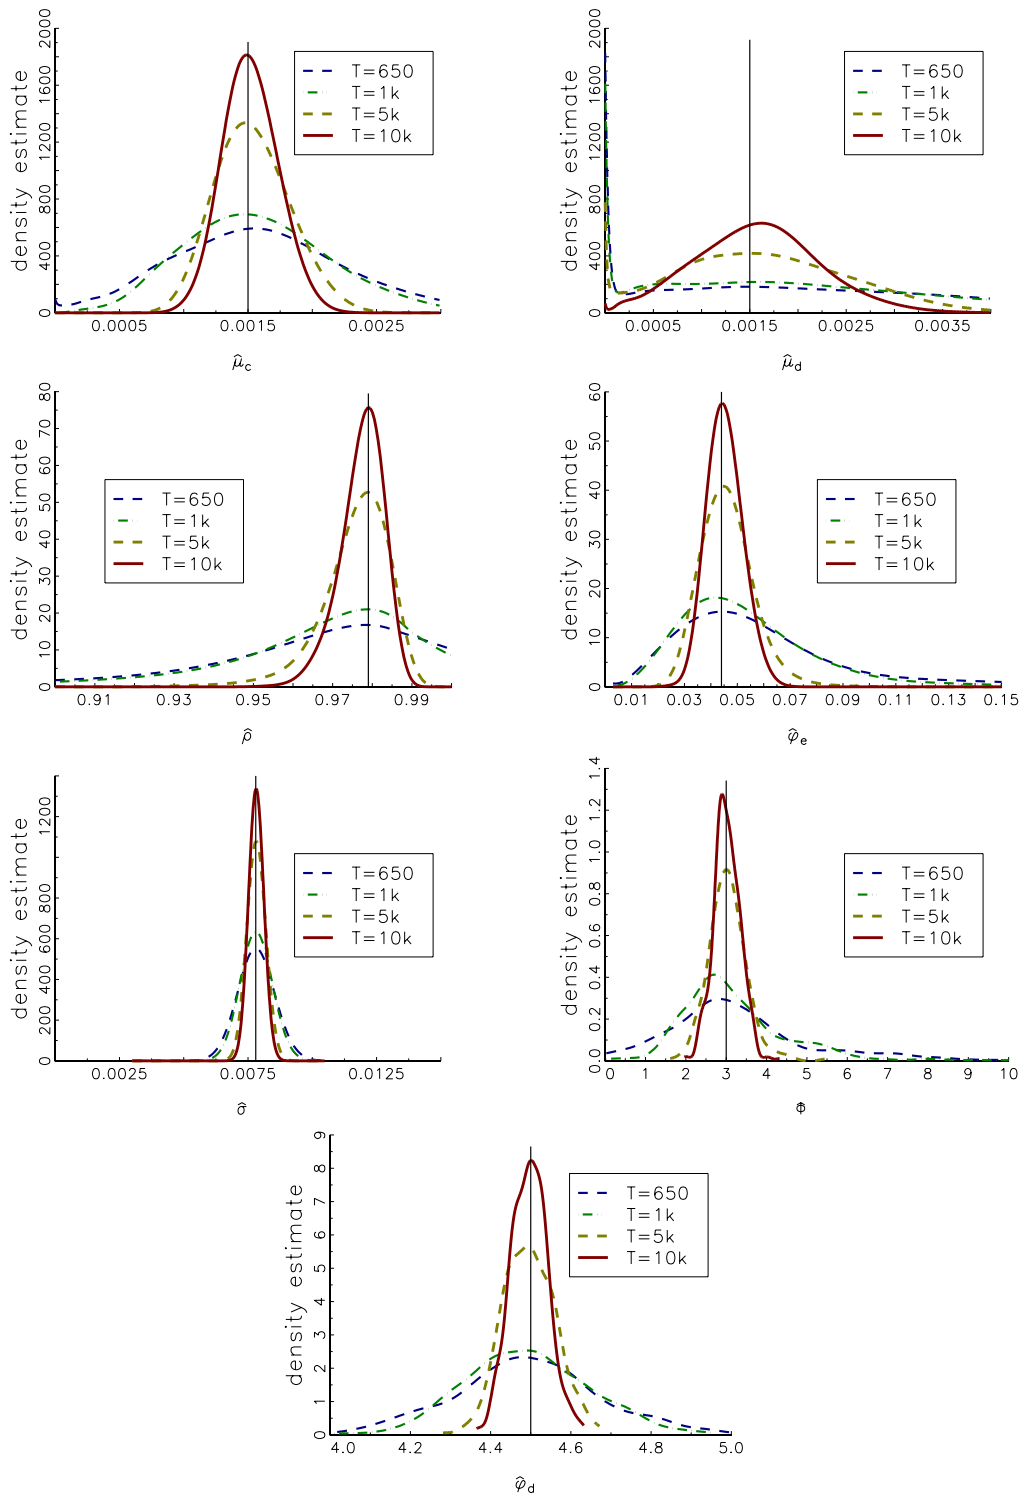 density estimate
0 400 800 1200 1600 2000
T=650
T=1k
T=5k
T=10k
0.0005 0.0015 0.0025
μ̂c
density estimate
0 400 800 1200 1600 2000
T=650
T=1k
T=5k
T=10k
0.0005 0.0015 0.0025 0.0035
μ̂d
density estimate
0 10 20 30 40 50 60 70 80
T=650
T=1k
T=5k
T=10k
0.91 0.93 0.95 0.97 0.99
ρ̂
density estimate
0 10 20 30 40 50 60
T=650
T=1k
T=5k
T=10k
0.01 0.03 0.05 0.07 0.09 0.11 0.13 0.15
φ̂e
density estimate
0 200 400 600 800 1200
T=650
T=1k
T=5k
T=10k
0.0025 0.0075 0.0125
σ̂
density estimate
0.0 0.2 0.4 0.6 0.8 1.0 1.2 1.4
T=650
T=1k
T=5k
T=10k
0 1 2 3 4 5 6 7 8 9 10
Φ̂
density estimate
0 1 2 3 4 5 6 7 8 9
T=650
T=1k
T=5k
T=10k
4.0 4.2 4.4 4.6 4.8 5.0
φ̂d